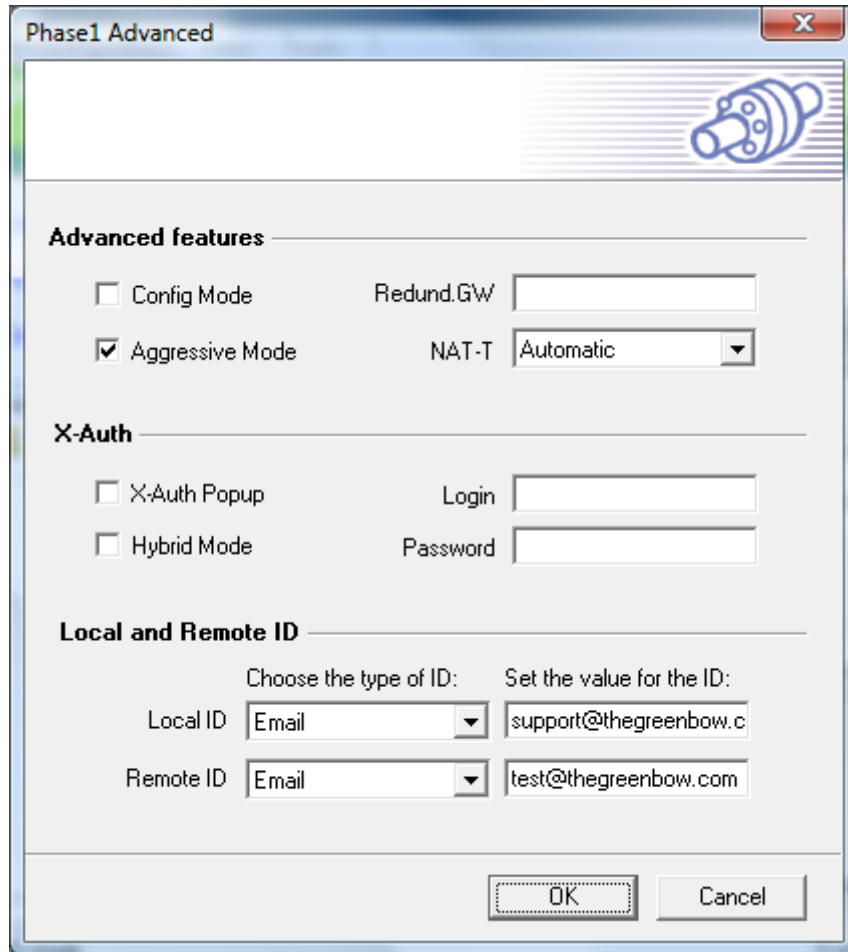 Phase1 Advanced
Advanced features
Config Mode Redund.GW
Aggressive Mode NAT-T Automatic
X-Auth
X-Auth Popup Login
Hybrid Mode Password
Local and Remote ID
Choose the type of ID: Set the value for the ID:
Local ID Email support@thegreenbow.c
Remote ID Email test@thegreenbow.com
OK Cancel